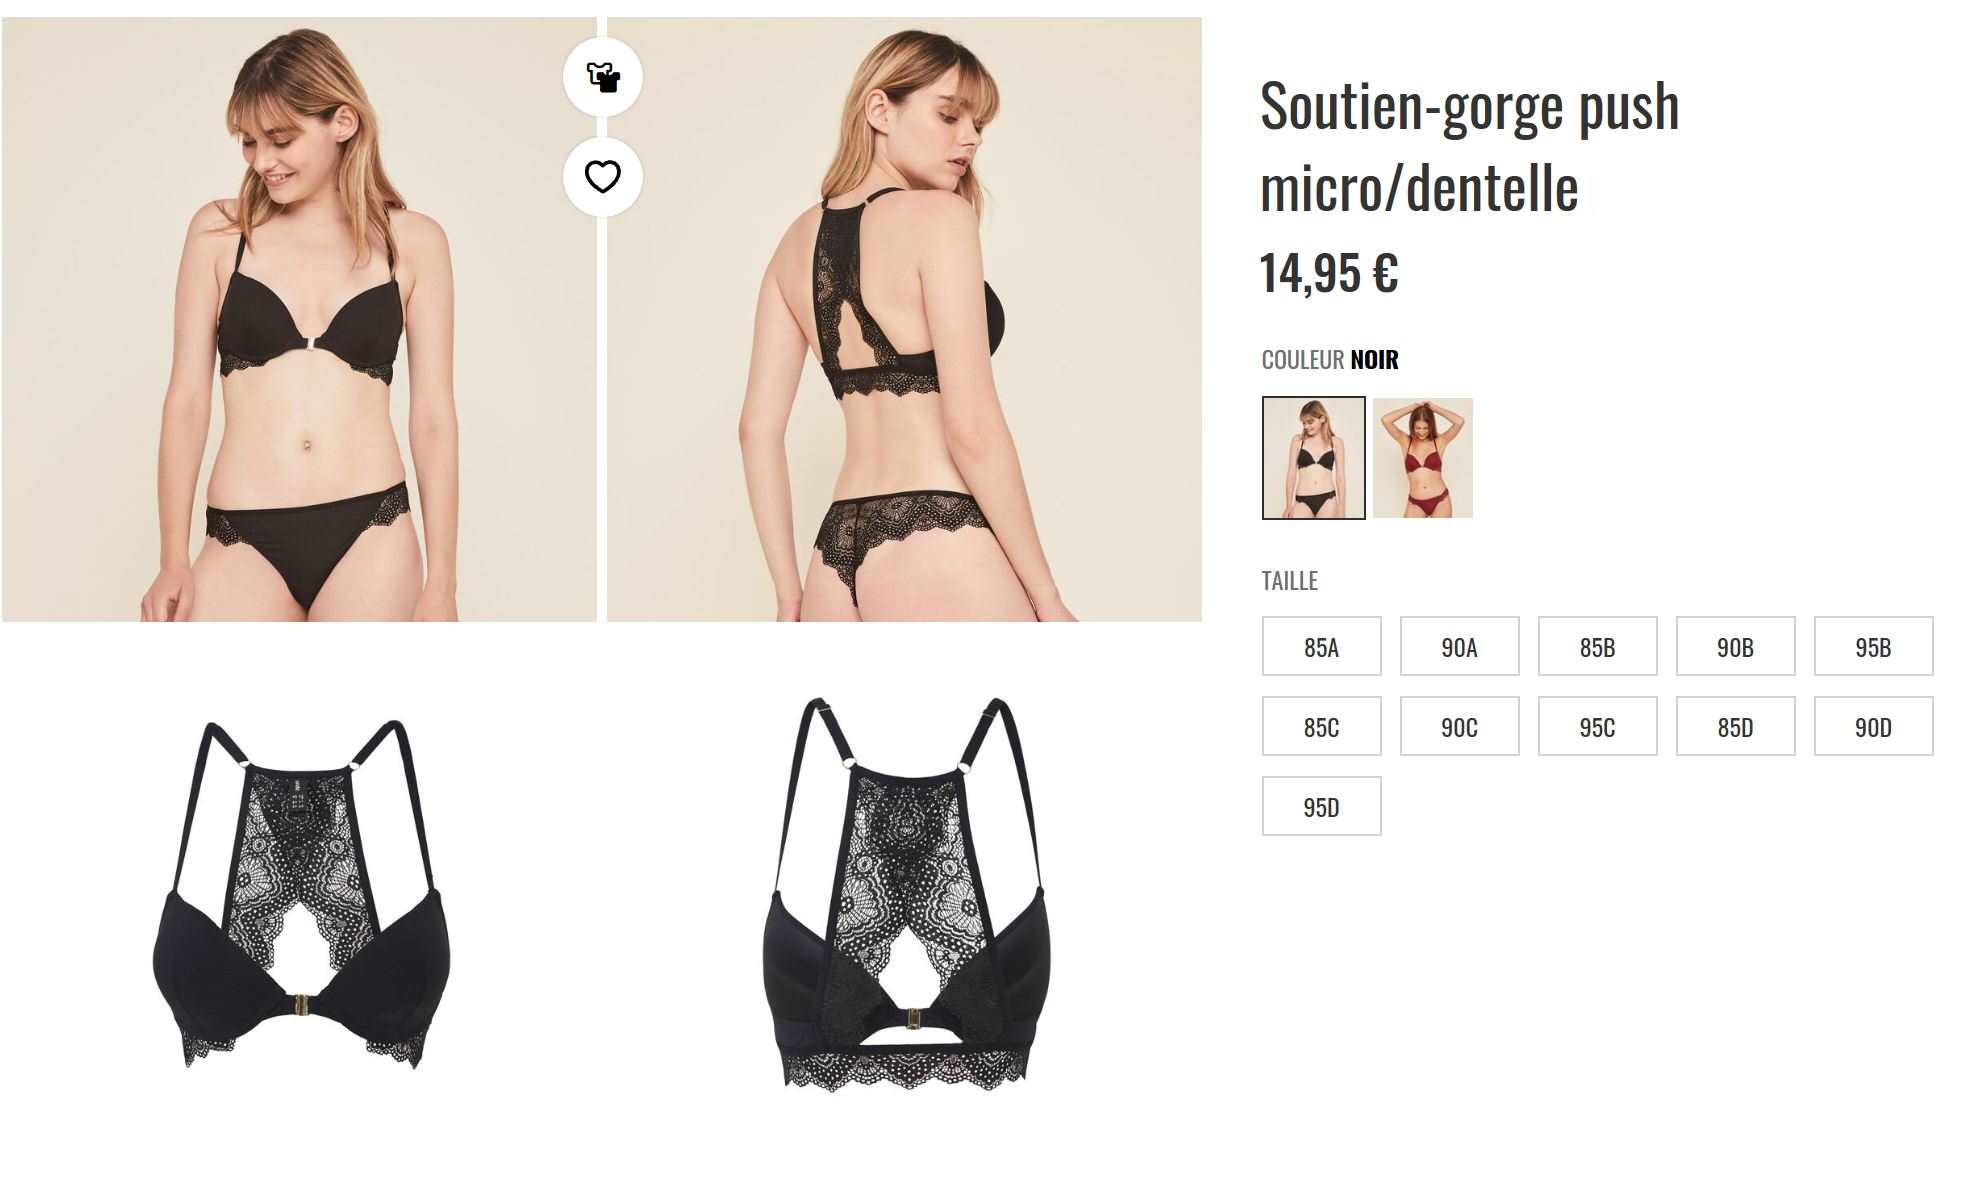 Soutien-gorge push
micro/dentelle
14,95 €
COULEUR NOIR
TAILLE
85A
90A
85B
90B
95B
85C
90C
95C
85D
90D
95D